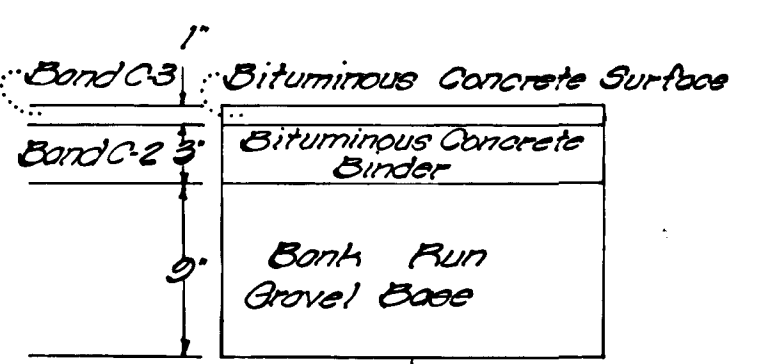 1"
Band C-3 Bituminous Concrete Surface
Band C-2 3" Bituminous Concrete
Binder
9" Bank Run
Gravel Base